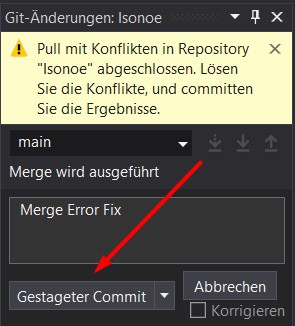 Git-Änderungen: Isonoe
Pull mit Konflikten in Repository
"Isonoe" abgeschlossen. Lösen
Sie die Konflikte, und committen
Sie die Ergebnisse.
main
Merge wird ausgeführt
Merge Error Fix
Gestageter Commit
Abbrechen
Korrigieren